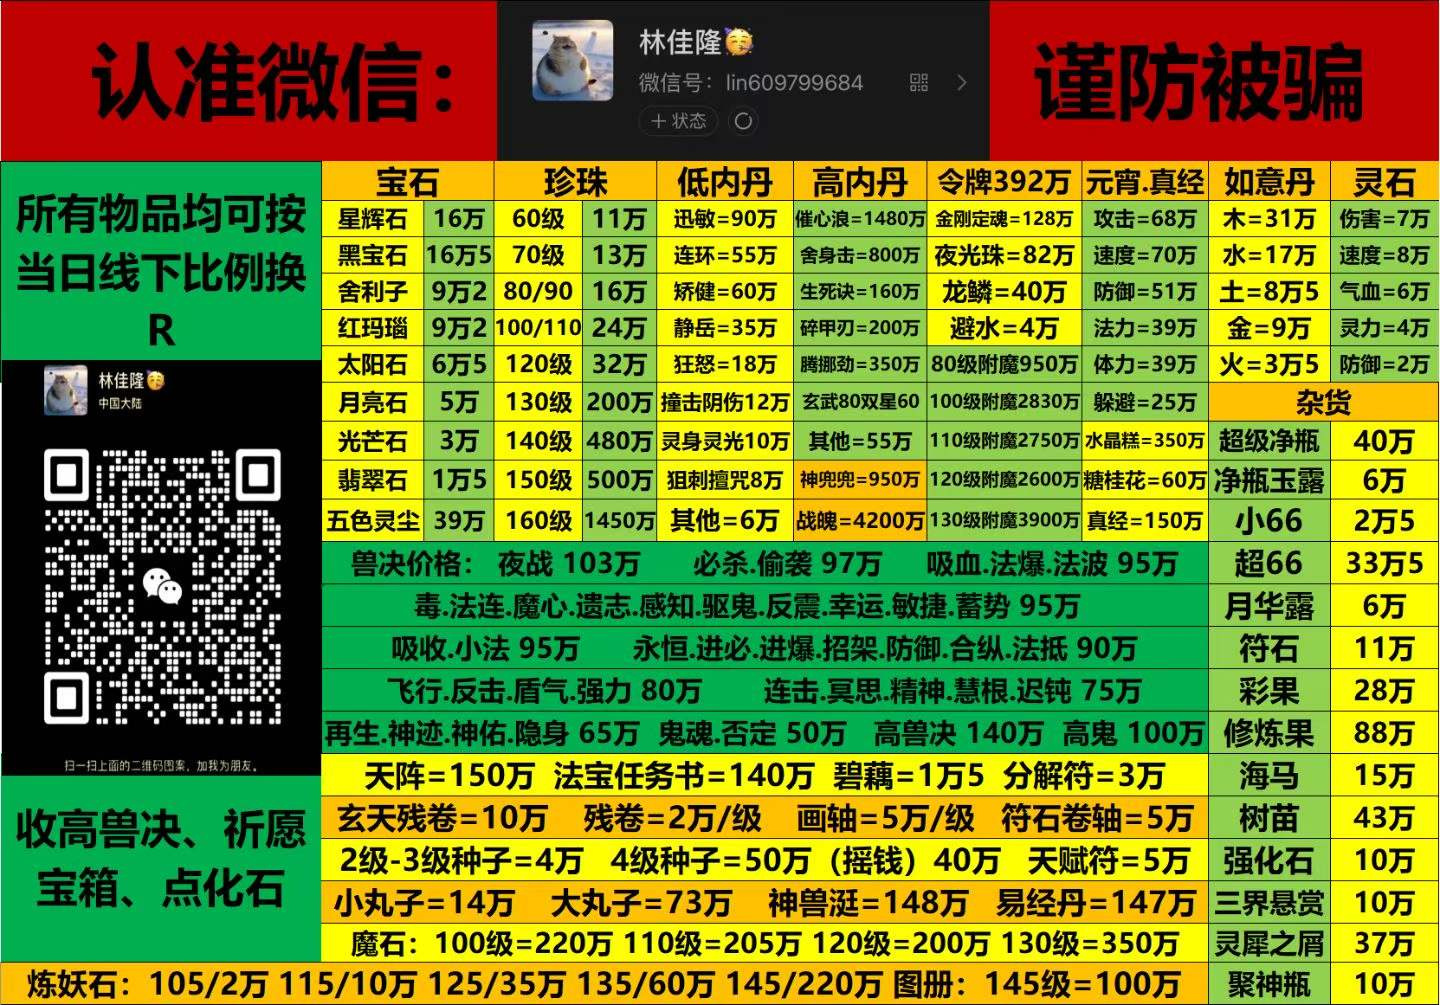 认准微信：
林佳隆🥳
微信号：lin609799684
＋ 状态
谨防被骗
所有物品均可按
当日线下比例换
R
林佳隆🥳
中国大陆
扫一扫上面的二维码图案，加我为朋友。
收高兽决、祈愿
宝箱、点化石
宝石 珍珠 低内丹 高内丹 令牌392万 元宵.真经 如意丹 灵石
星辉石 16万 60级 11万 迅敏=90万 催心浪=1480万 金刚定魂=128万 攻击=68万 木=31万 伤害=7万
黑宝石 16万5 70级 13万 连环=55万 舍身击=800万 夜光珠=82万 速度=70万 水=17万 速度=8万
舍利子 9万2 80/90 16万 矫健=60万 生死诀=160万 龙鳞=40万 防御=51万 土=8万5 气血=6万
红玛瑙 9万2 100/110 24万 静岳=35万 碎甲刃=200万 避水=4万 法力=39万 金=9万 灵力=4万
太阳石 6万5 120级 32万 狂怒=18万 腾挪劲=350万 80级附魔950万 体力=39万 火=3万5 防御=2万
月亮石 5万 130级 200万 撞击阴伤12万 玄武80双星60 100级附魔2830万 躲避=25万 杂货
光芒石 3万 140级 480万 灵身灵光10万 其他=55万 110级附魔2750万 水晶糕=350万 超级净瓶 40万
翡翠石 1万5 150级 500万 狙刺擅咒8万 神兜兜=950万 120级附魔2600万 糖桂花=60万 净瓶玉露 6万
五色灵尘 39万 160级 1450万 其他=6万 战魄=4200万 130级附魔3900万 真经=150万 小66 2万5
兽决价格： 夜战 103万 必杀.偷袭 97万 吸血.法爆.法波 95万 超66 33万5
毒.法连.魔心.遗志.感知.驱鬼.反震.幸运.敏捷.蓄势 95万 月华露 6万
吸收.小法 95万 永恒.进必.进爆.招架.防御.合纵.法抵 90万 符石 11万
飞行.反击.盾气.强力 80万 连击.冥思.精神.慧根.迟钝 75万 彩果 28万
再生.神迹.神佑.隐身 65万 鬼魂.否定 50万 高兽决 140万 高鬼 100万 修炼果 88万
天阵=150万 法宝任务书=140万 碧藕=1万5 分解符=3万 海马 15万
玄天残卷=10万 残卷=2万/级 画轴=5万/级 符石卷轴=5万 树苗 43万
2级-3级种子=4万 4级种子=50万（摇钱）40万 天赋符=5万 强化石 10万
小丸子=14万 大丸子=73万 神兽涎=148万 易经丹=147万 三界悬赏 10万
魔石：100级=220万 110级=205万 120级=200万 130级=350万 灵犀之屑 37万
炼妖石：105/2万 115/10万 125/35万 135/60万 145/220万 图册：145级=100万 聚神瓶 10万